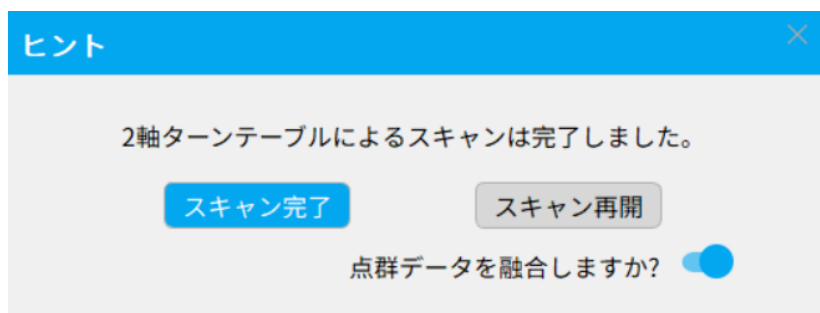 ヒント
2軸ターンテーブルによるスキャンは完了しました。
スキャン完了
スキャン再開
点群データを融合しますか?